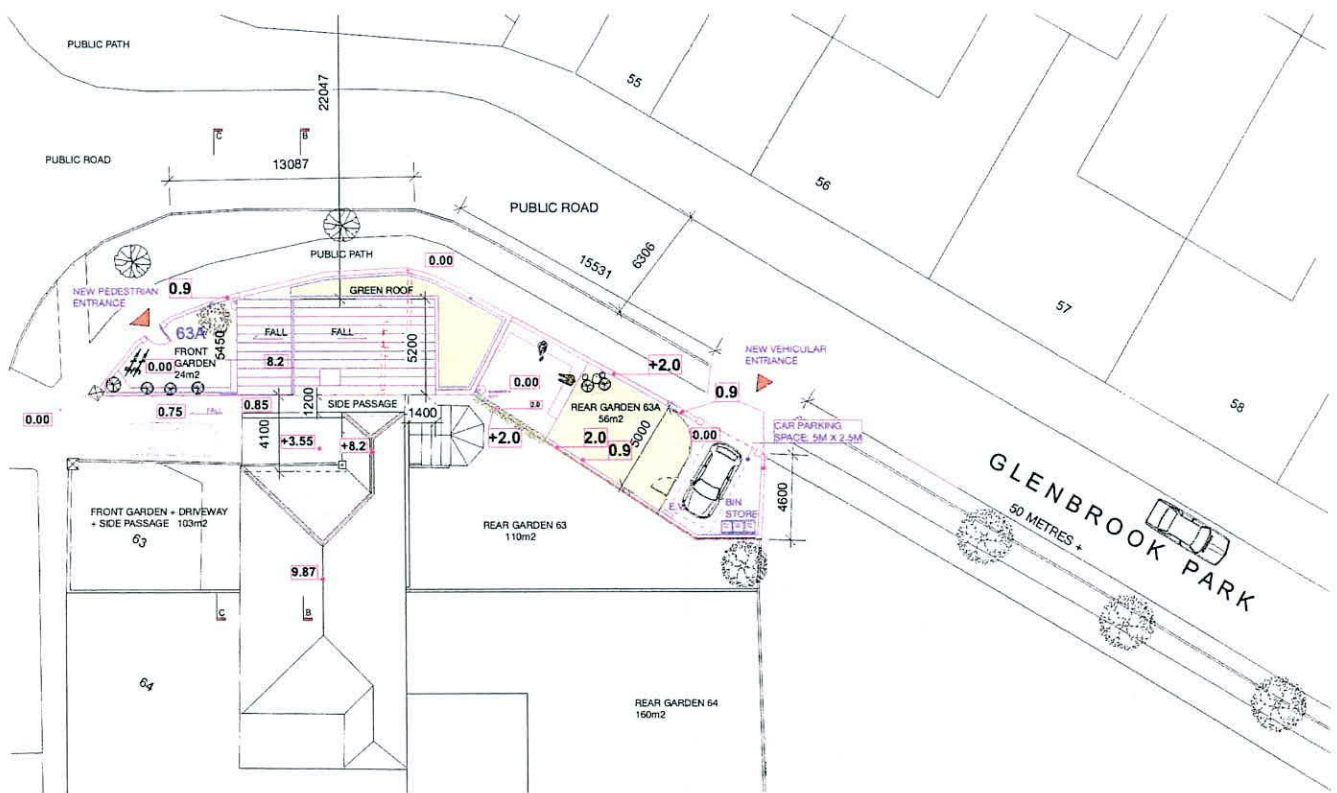 PUBLIC PATH
22047
55
C
B
PUBLIC ROAD
13087
56
PUBLIC ROAD
6306
15531
PUBLIC PATH
0.00
NEW PEDESTRIAN
ENTRANCE
0.9
GREEN ROOF
57
63A
FRONT
GARDEN
24m2
5450
FALL
FALL
5200
8.2
0.00
NEW VEHICULAR
ENTRANCE
+2.0
0.9
58
0.00
2.0
0.75
FALL
0.85
1200
SIDE PASSAGE
1400
REAR GARDEN 63A
56m2
0.00
0.00
CAR PARKING
SPACE, 5M X 2.5M
4100
+3.55
+8.2
+2.0
2.0
0.9
5000
4600
GLENBROOK PARK
50 METRES +
FRONT GARDEN + DRIVEWAY
+ SIDE PASSAGE 103m2
63
REAR GARDEN 63
110m2
BIN
STORE
9.87
C
B
64
REAR GARDEN 64
160m2